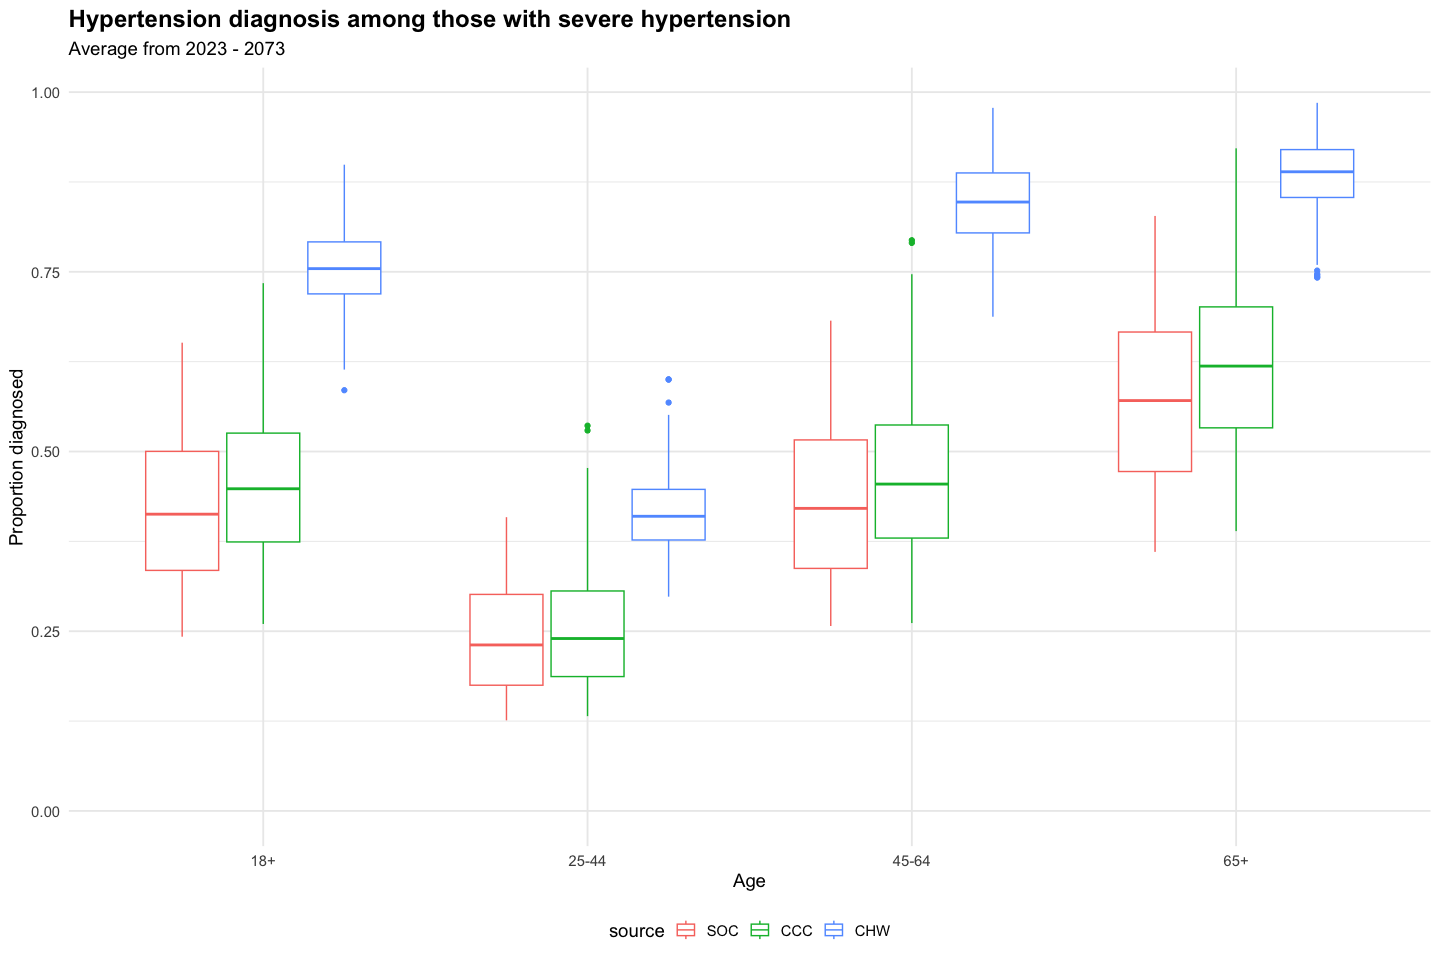 Hypertension diagnosis among those with severe hypertension
Average from 2023 - 2073
Proportion diagnosed
1.00
0.75
0.50
0.25
0.00
18+ 25-44 45-64 65+
Age
source SOC CCC CHW